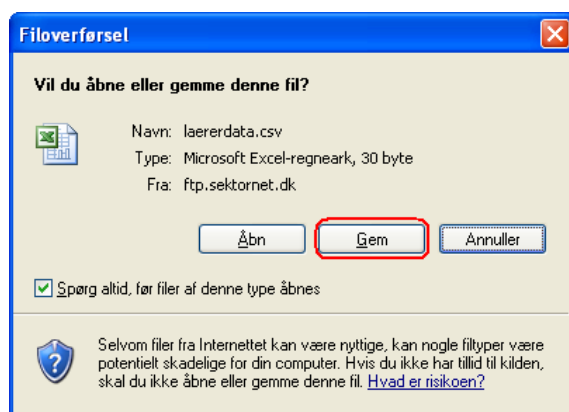 Filoverførsel
Vil du åbne eller gemme denne fil?
Navn: laererdata.csv
Type: Microsoft Excel-regneark, 30 byte
Fra: ftp.sektornet.dk
Åbn Gem Annuller
Spørg altid, før filer af denne type åbnes
Selvom filer fra Internettet kan være nyttige, kan nogle filtyper være
potentielt skadelige for din computer. Hvis du ikke har tillid til kilden,
skal du ikke åbne eller gemme denne fil. Hvad er risikoen?